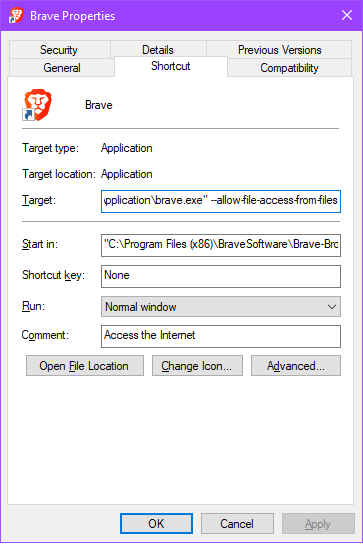 Brave Properties
Security Details Previous Versions
General Shortcut Compatibility
Brave
Target type: Application
Target location: Application
Target: pplication\brave.exe" --allow-file-access-from-files
Start in: "C:\Program Files (x86)\BraveSoftware\Brave-Bro
Shortcut key: None
Run: Normal window
Comment: Access the Internet
Open File Location Change Icon... Advanced...
OK Cancel Apply